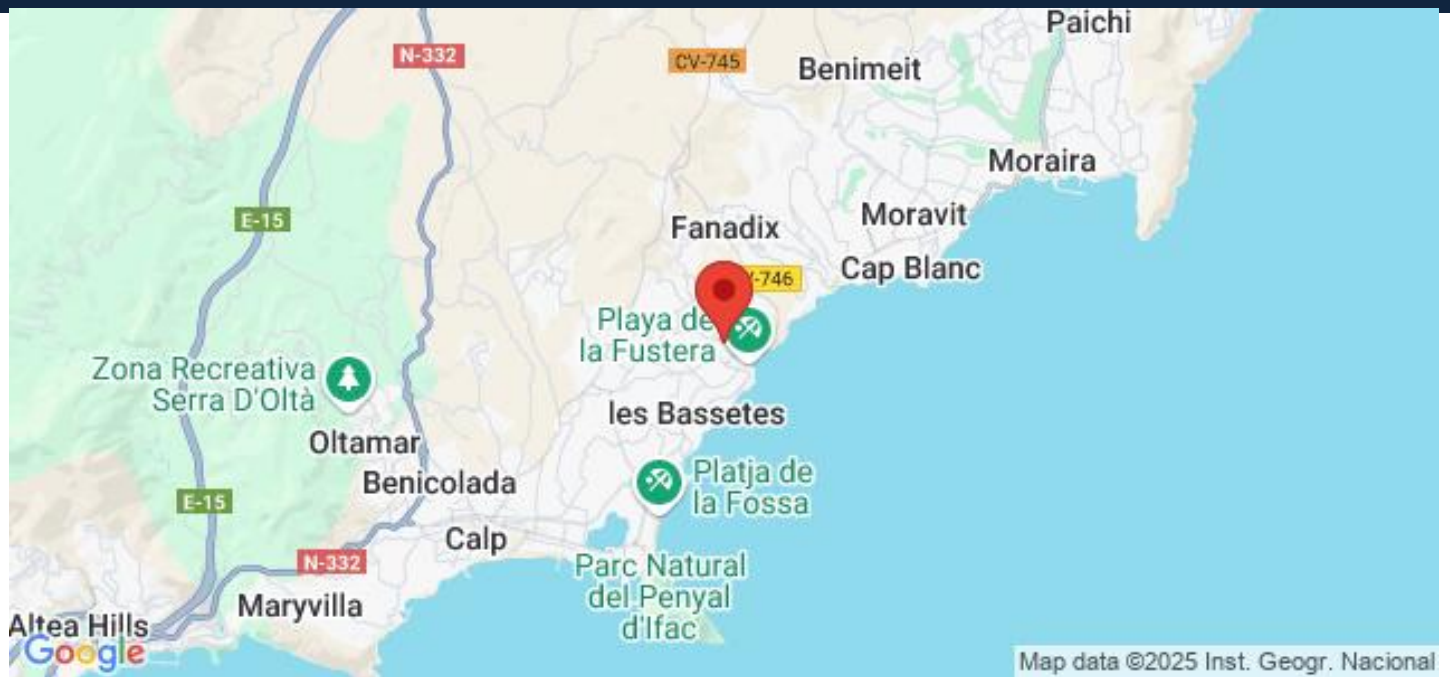 Paichi
N-332
CV-745
Benimeit
Moraira
E-15
Moravit
Fanadix
Cap Blanc
-746
Playa de
la Fustera
Zona Recreativa
Serra D'Oltà
les Bassetes
Oltamar
Benicolada
Platja de
la Fossa
E-15
Calp
N-332
Parc Natural
del Penyal
d'Ifac
Maryvilla
Altea Hills
Google
Map data ©2025 Inst. Geogr. Nacional